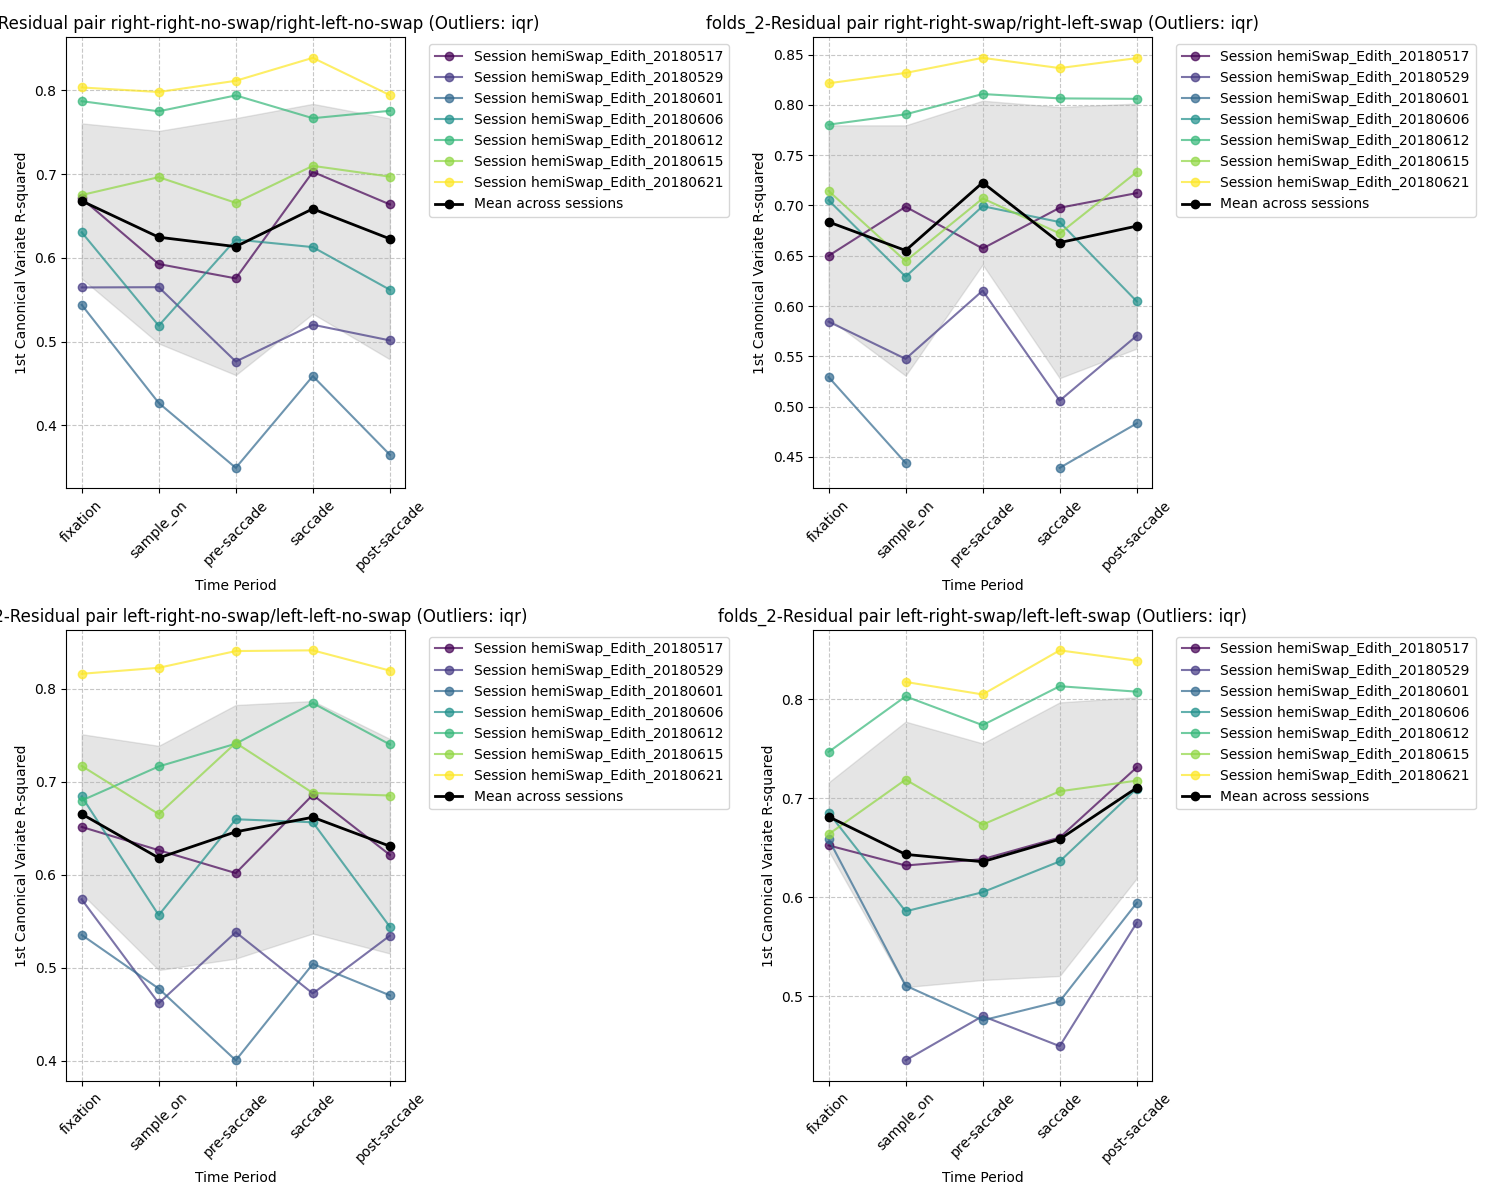 Residual pair right-right-no-swap/right-left-no-swap (Outliers: iqr)
1st Canonical Variate R-squared
0.8
0.7
0.6
0.5
0.4
fixation
sample_on
pre-saccade
saccade
post-saccade
Time Period
Session hemiSwap_Edith_20180517
Session hemiSwap_Edith_20180529
Session hemiSwap_Edith_20180601
Session hemiSwap_Edith_20180606
Session hemiSwap_Edith_20180612
Session hemiSwap_Edith_20180615
Session hemiSwap_Edith_20180621
Mean across sessions
folds_2-Residual pair right-right-swap/right-left-swap (Outliers: iqr)
1st Canonical Variate R-squared
0.85
0.80
0.75
0.70
0.65
0.60
0.55
0.50
0.45
fixation
sample_on
pre-saccade
saccade
post-saccade
Time Period
Session hemiSwap_Edith_20180517
Session hemiSwap_Edith_20180529
Session hemiSwap_Edith_20180601
Session hemiSwap_Edith_20180606
Session hemiSwap_Edith_20180612
Session hemiSwap_Edith_20180615
Session hemiSwap_Edith_20180621
Mean across sessions
2-Residual pair left-right-no-swap/left-left-no-swap (Outliers: iqr)
1st Canonical Variate R-squared
0.8
0.7
0.6
0.5
0.4
fixation
sample_on
pre-saccade
saccade
post-saccade
Time Period
Session hemiSwap_Edith_20180517
Session hemiSwap_Edith_20180529
Session hemiSwap_Edith_20180601
Session hemiSwap_Edith_20180606
Session hemiSwap_Edith_20180612
Session hemiSwap_Edith_20180615
Session hemiSwap_Edith_20180621
Mean across sessions
folds_2-Residual pair left-right-swap/left-left-swap (Outliers: iqr)
1st Canonical Variate R-squared
0.8
0.7
0.6
0.5
fixation
sample_on
pre-saccade
saccade
post-saccade
Time Period
Session hemiSwap_Edith_20180517
Session hemiSwap_Edith_20180529
Session hemiSwap_Edith_20180601
Session hemiSwap_Edith_20180606
Session hemiSwap_Edith_20180612
Session hemiSwap_Edith_20180615
Session hemiSwap_Edith_20180621
Mean across sessions